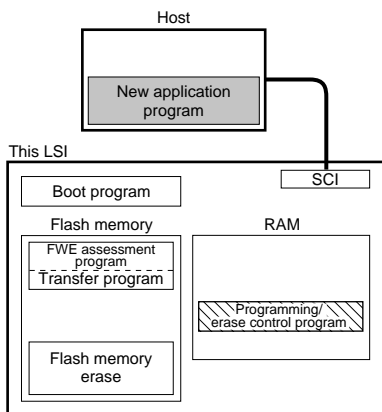 Host
New application
program
This LSI
SCI
Boot program
Flash memory
RAM
FWE assessment
program
Transfer program
Programming/
erase control program
Flash memory
erase